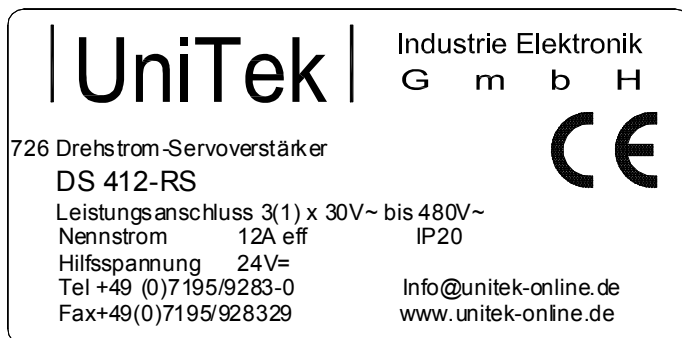 UniTek Industrie Elektronik
G m b H
CE
726 Drehstrom-Servoverstärker
DS 412-RS
Leistungsanschluss 3(1) x 30V~ bis 480V~
Nennstrom 12A eff IP20
Hilfsspannung 24V=
Tel +49 (0)7195/9283-0 Info@unitek-online.de
Fax+49(0)7195/928329 www.unitek-online.de